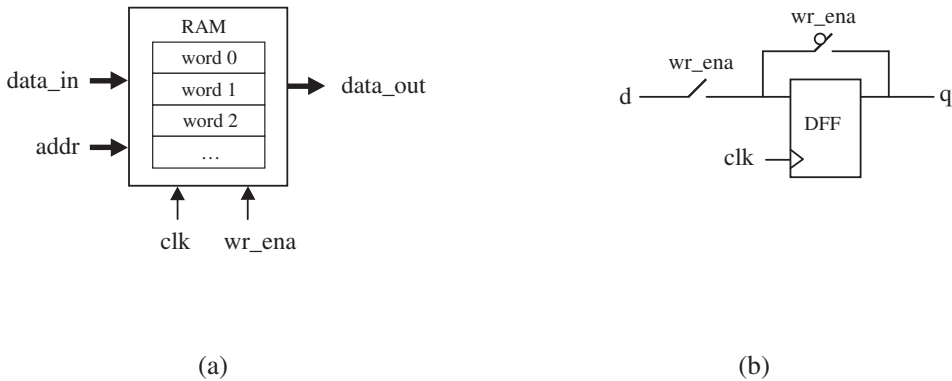 RAM
word 0
word 1
word 2
...
data_in
addr
data_out
clk
wr_ena
(a)
wr_ena
wr_ena
d
q
DFF
clk
(b)